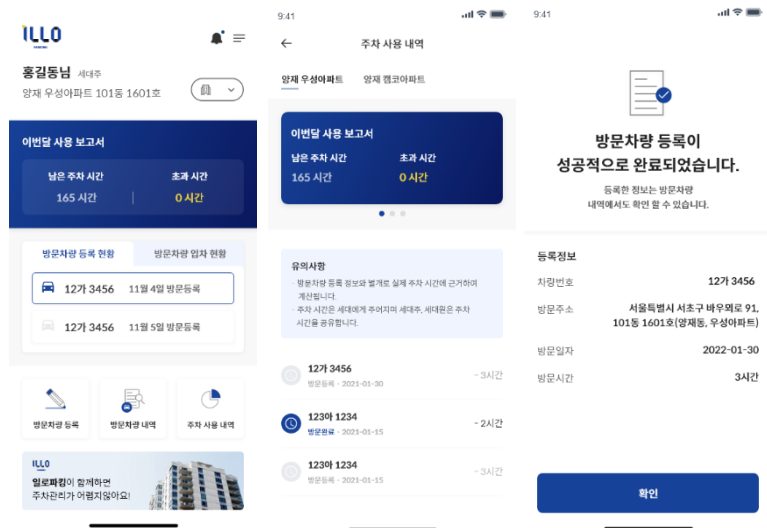 ILLO
PARKING
홍길동님 세대주
양재 우성아파트 101동 1601호
이번달 사용 보고서
남은 주차 시간
초과 시간
165 시간
0 시간
방문차량 등록 현황
방문차량 입차 현황
12가 3456 11월 4일 방문등록
12가 3456 11월 5일 방문등록
방문차량 등록
방문차량 내역
주차 사용 내역
ILLO
일로파킹이 함께하면
주차관리가 어렵지않아요!
9:41
주차 사용 내역
양재 우성아파트
양재 캠코아파트
이번달 사용 보고서
남은 주차 시간
초과 시간
165 시간
0 시간
유의사항
· 방문차량 등록 정보와 별개로 실제 주차 시간에 근거하여
계산됩니다.
· 주차 시간은 세대에게 주어지며 세대주, 세대원은 주차
시간을 공유합니다.
12가 3456
방문등록 - 2021-01-30
- 3시간
123아 1234
방문완료 - 2021-01-15
- 2시간
123아 1234
방문등록 - 2021-01-15
- 3시간
9:41
방문차량 등록이
성공적으로 완료되었습니다.
등록한 정보는 방문차량
내역에서도 확인 할 수 있습니다.
등록정보
차량번호
12가 3456
방문주소
서울특별시 서초구 바우뫼로 91,
101동 1601호(양재동, 우성아파트)
방문일자
2022-01-30
방문시간
3시간
확인